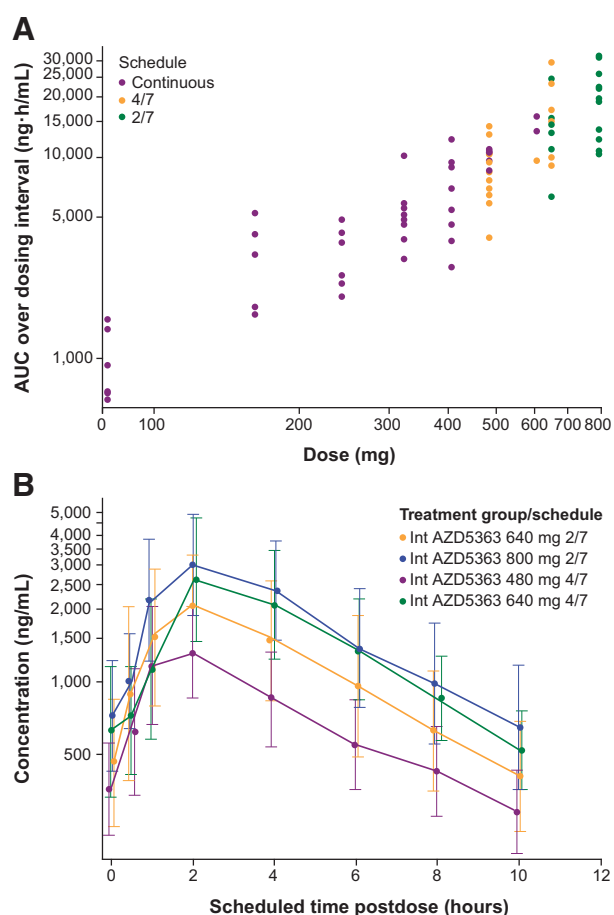 A
Schedule
Continuous
4/7
2/7
AUC over dosing interval (ng·h/mL)
30,000
25,000
20,000
15,000
10,000
5,000
1,000
0 100 200 300 400 500 600 700 800
Dose (mg)
B
Treatment group/schedule
Int AZD5363 640 mg 2/7
Int AZD5363 800 mg 2/7
Int AZD5363 480 mg 4/7
Int AZD5363 640 mg 4/7
Concentration (ng/mL)
5,000
3,500
3,000
2,500
2,000
1,500
1,000
500
0 2 4 6 8 10 12
Scheduled time postdose (hours)